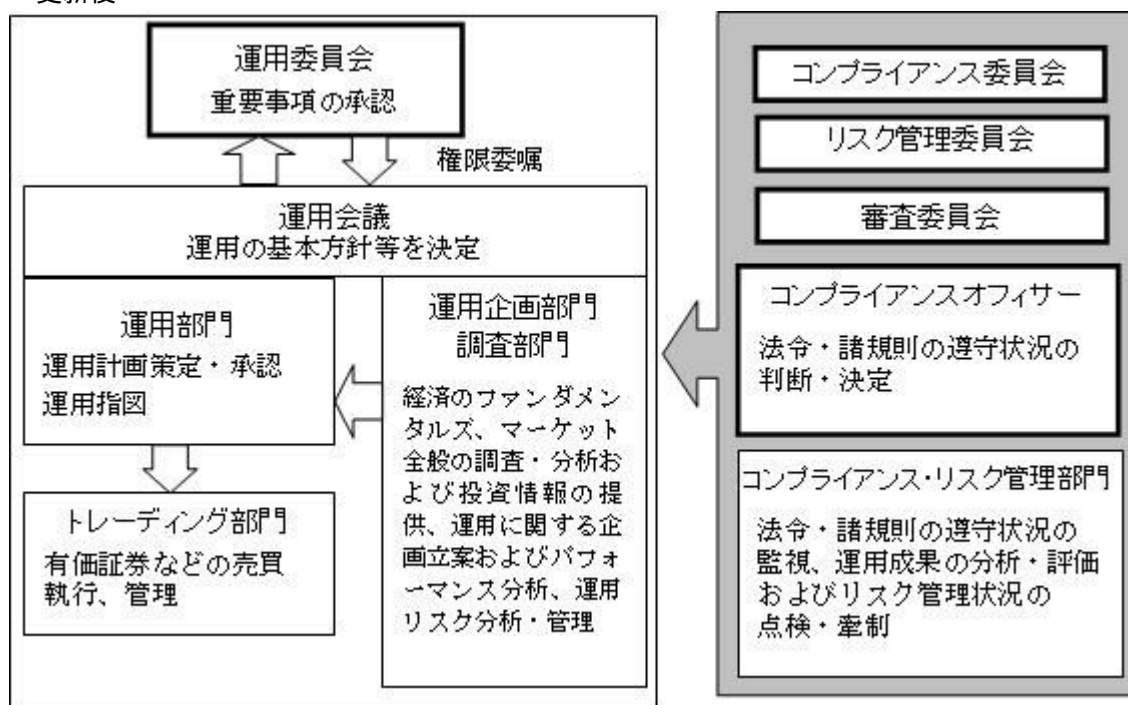 運用委員会
重要事項の承認
権限委嘱
運用会議
運用の基本方針等を決定
運用部門
運用計画策定・承認
運用指図
トレーディング部門
有価証券などの売買
執行、管理
運用企画部門
調査部門
経済のファンダメン
タルズ、マーケット
全般の調査・分析お
よび投資情報の提
供、運用に関する企
画立案およびパフォ
ーマンス分析、運用
リスク分析・管理
コンプライアンス委員会
リスク管理委員会
審査委員会
コンプライアンスオフィサー
法令・諸規則の遵守状況の
判断・決定
コンプライアンス・リスク管理部門
法令・諸規則の遵守状況の
監視、運用成果の分析・評価
およびリスク管理状況の
点検・牽制